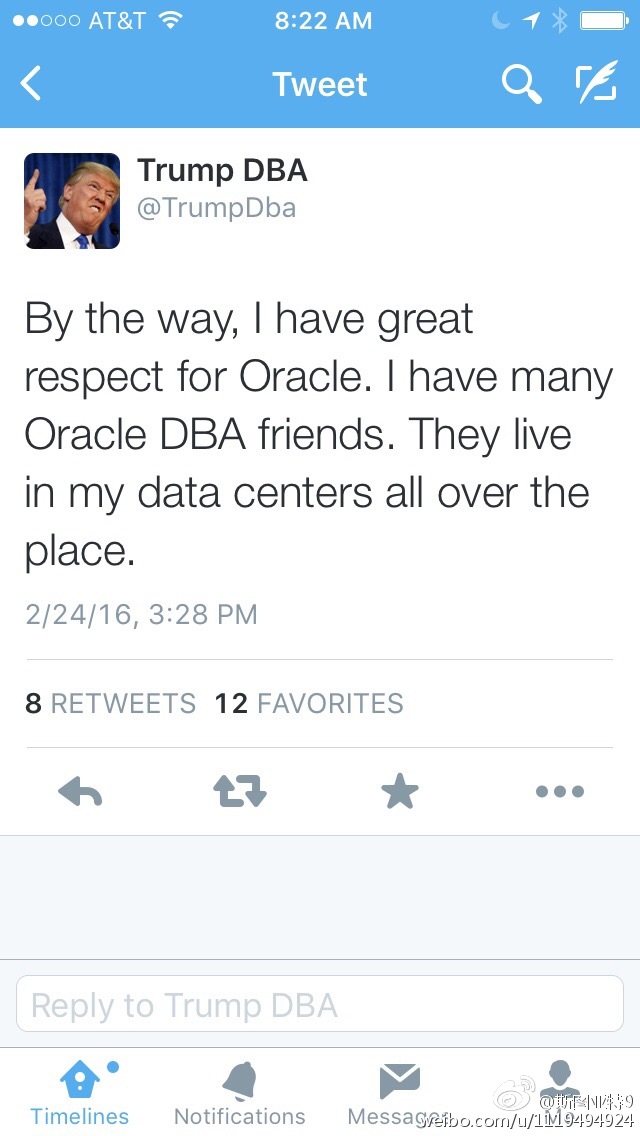 AT&T 8:22 AM
Tweet
Trump DBA
@TrumpDba
By the way, I have great
respect for Oracle. I have many
Oracle DBA friends. They live
in my data centers all over the
place.
2/24/16, 3:28 PM
8 RETWEETS 12 FAVORITES
Reply to Trump DBA
Timelines Notifications Messages
weibo.com/u/1119494924